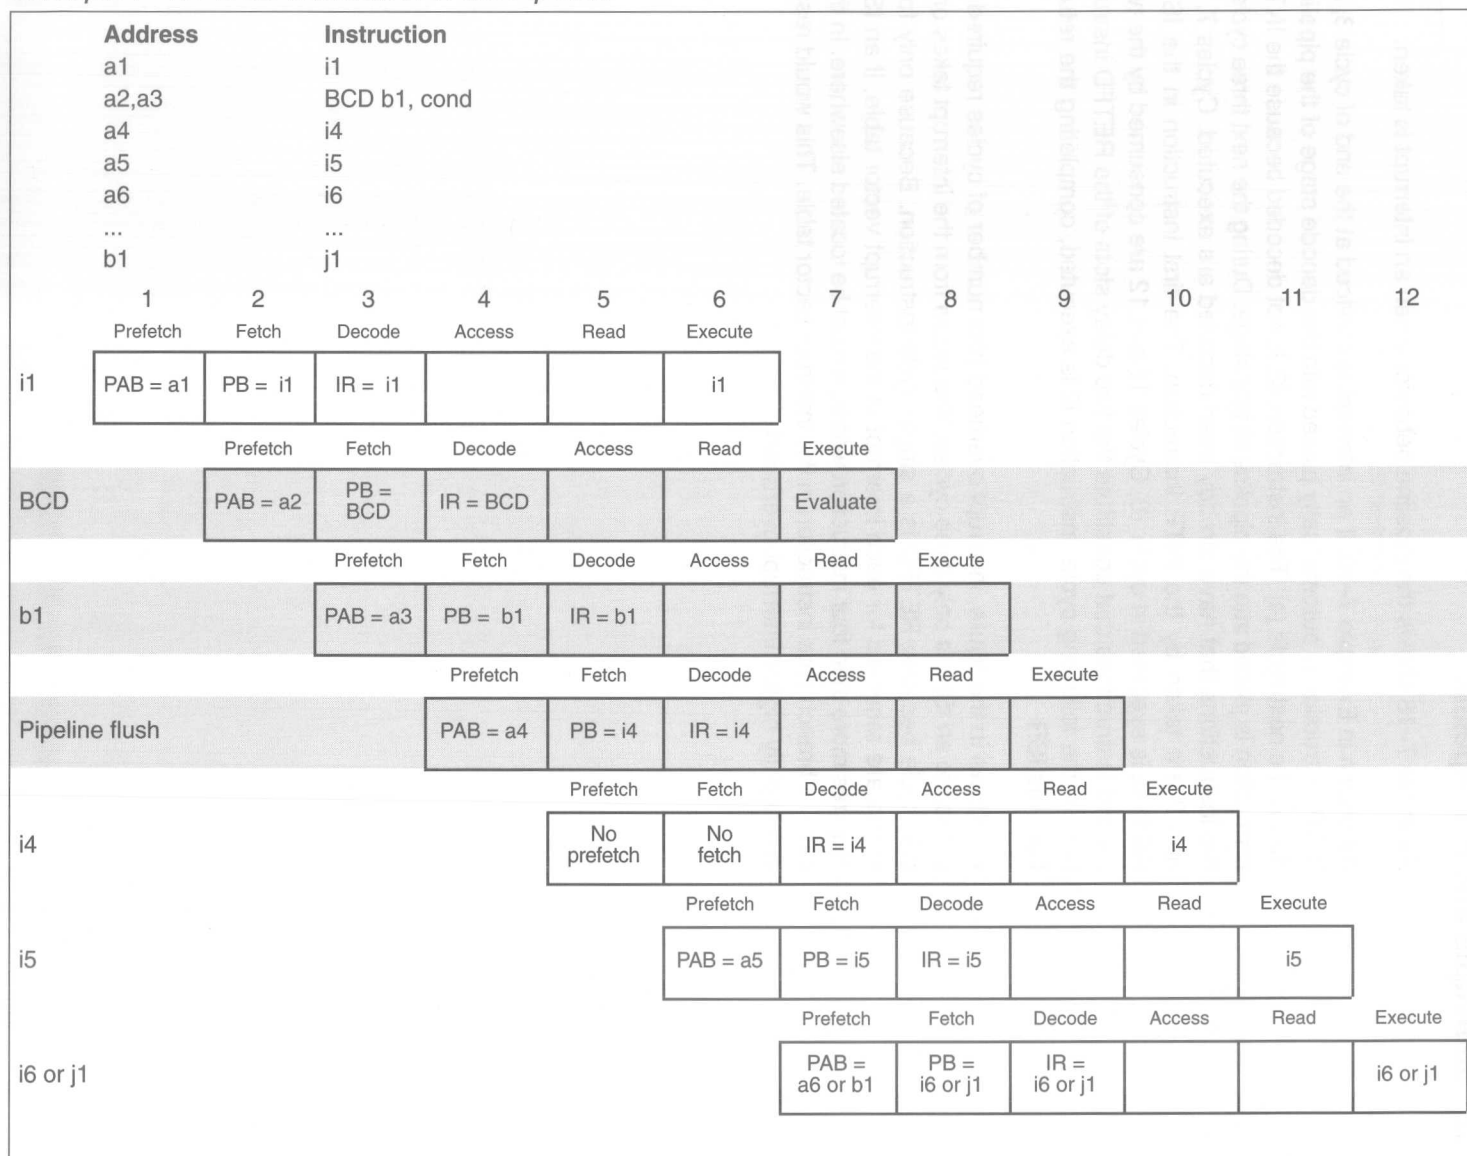 Address Instruction
a1 i1
a2,a3 BCD b1, cond
a4 i4
a5 i5
a6 i6
... ...
b1 j1
1 2 3 4 5 6 7 8 9 10 11 12
Prefetch Fetch Decode Access Read Execute
i1 PAB = a1 PB = i1 IR = i1 i1
Prefetch Fetch Decode Access Read Execute
BCD PAB = a2 PB = BCD IR = BCD Evaluate
Prefetch Fetch Decode Access Read Execute
b1 PAB = a3 PB = b1 IR = b1
Prefetch Fetch Decode Access Read Execute
Pipeline flush PAB = a4 PB = i4 IR = i4
Prefetch Fetch Decode Access Read Execute
i4 No prefetch No fetch IR = i4 i4
Prefetch Fetch Decode Access Read Execute
i5 PAB = a5 PB = i5 IR = i5 i5
Prefetch Fetch Decode Access Read Execute
i6 or j1 PAB = a6 or b1 PB = i6 or j1 IR = i6 or j1 i6 or j1